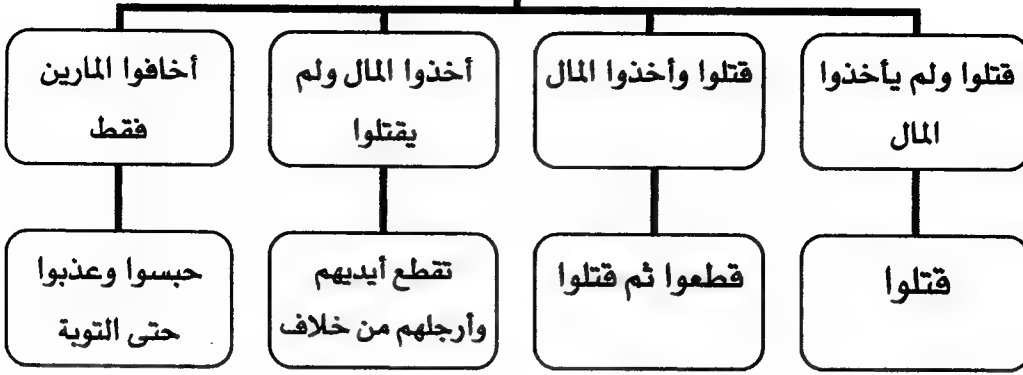 قتلوا ولم يأخذوا
المال
قتلوا وأخذوا المال
أخذوا المال ولم
يقتلوا
أخافوا المارين
فقط
قتلوا
قطعوا ثم قتلوا
تقطع أيديهم
وأرجلهم من خلاف
حبسوا وعذبوا
حتى التوبة